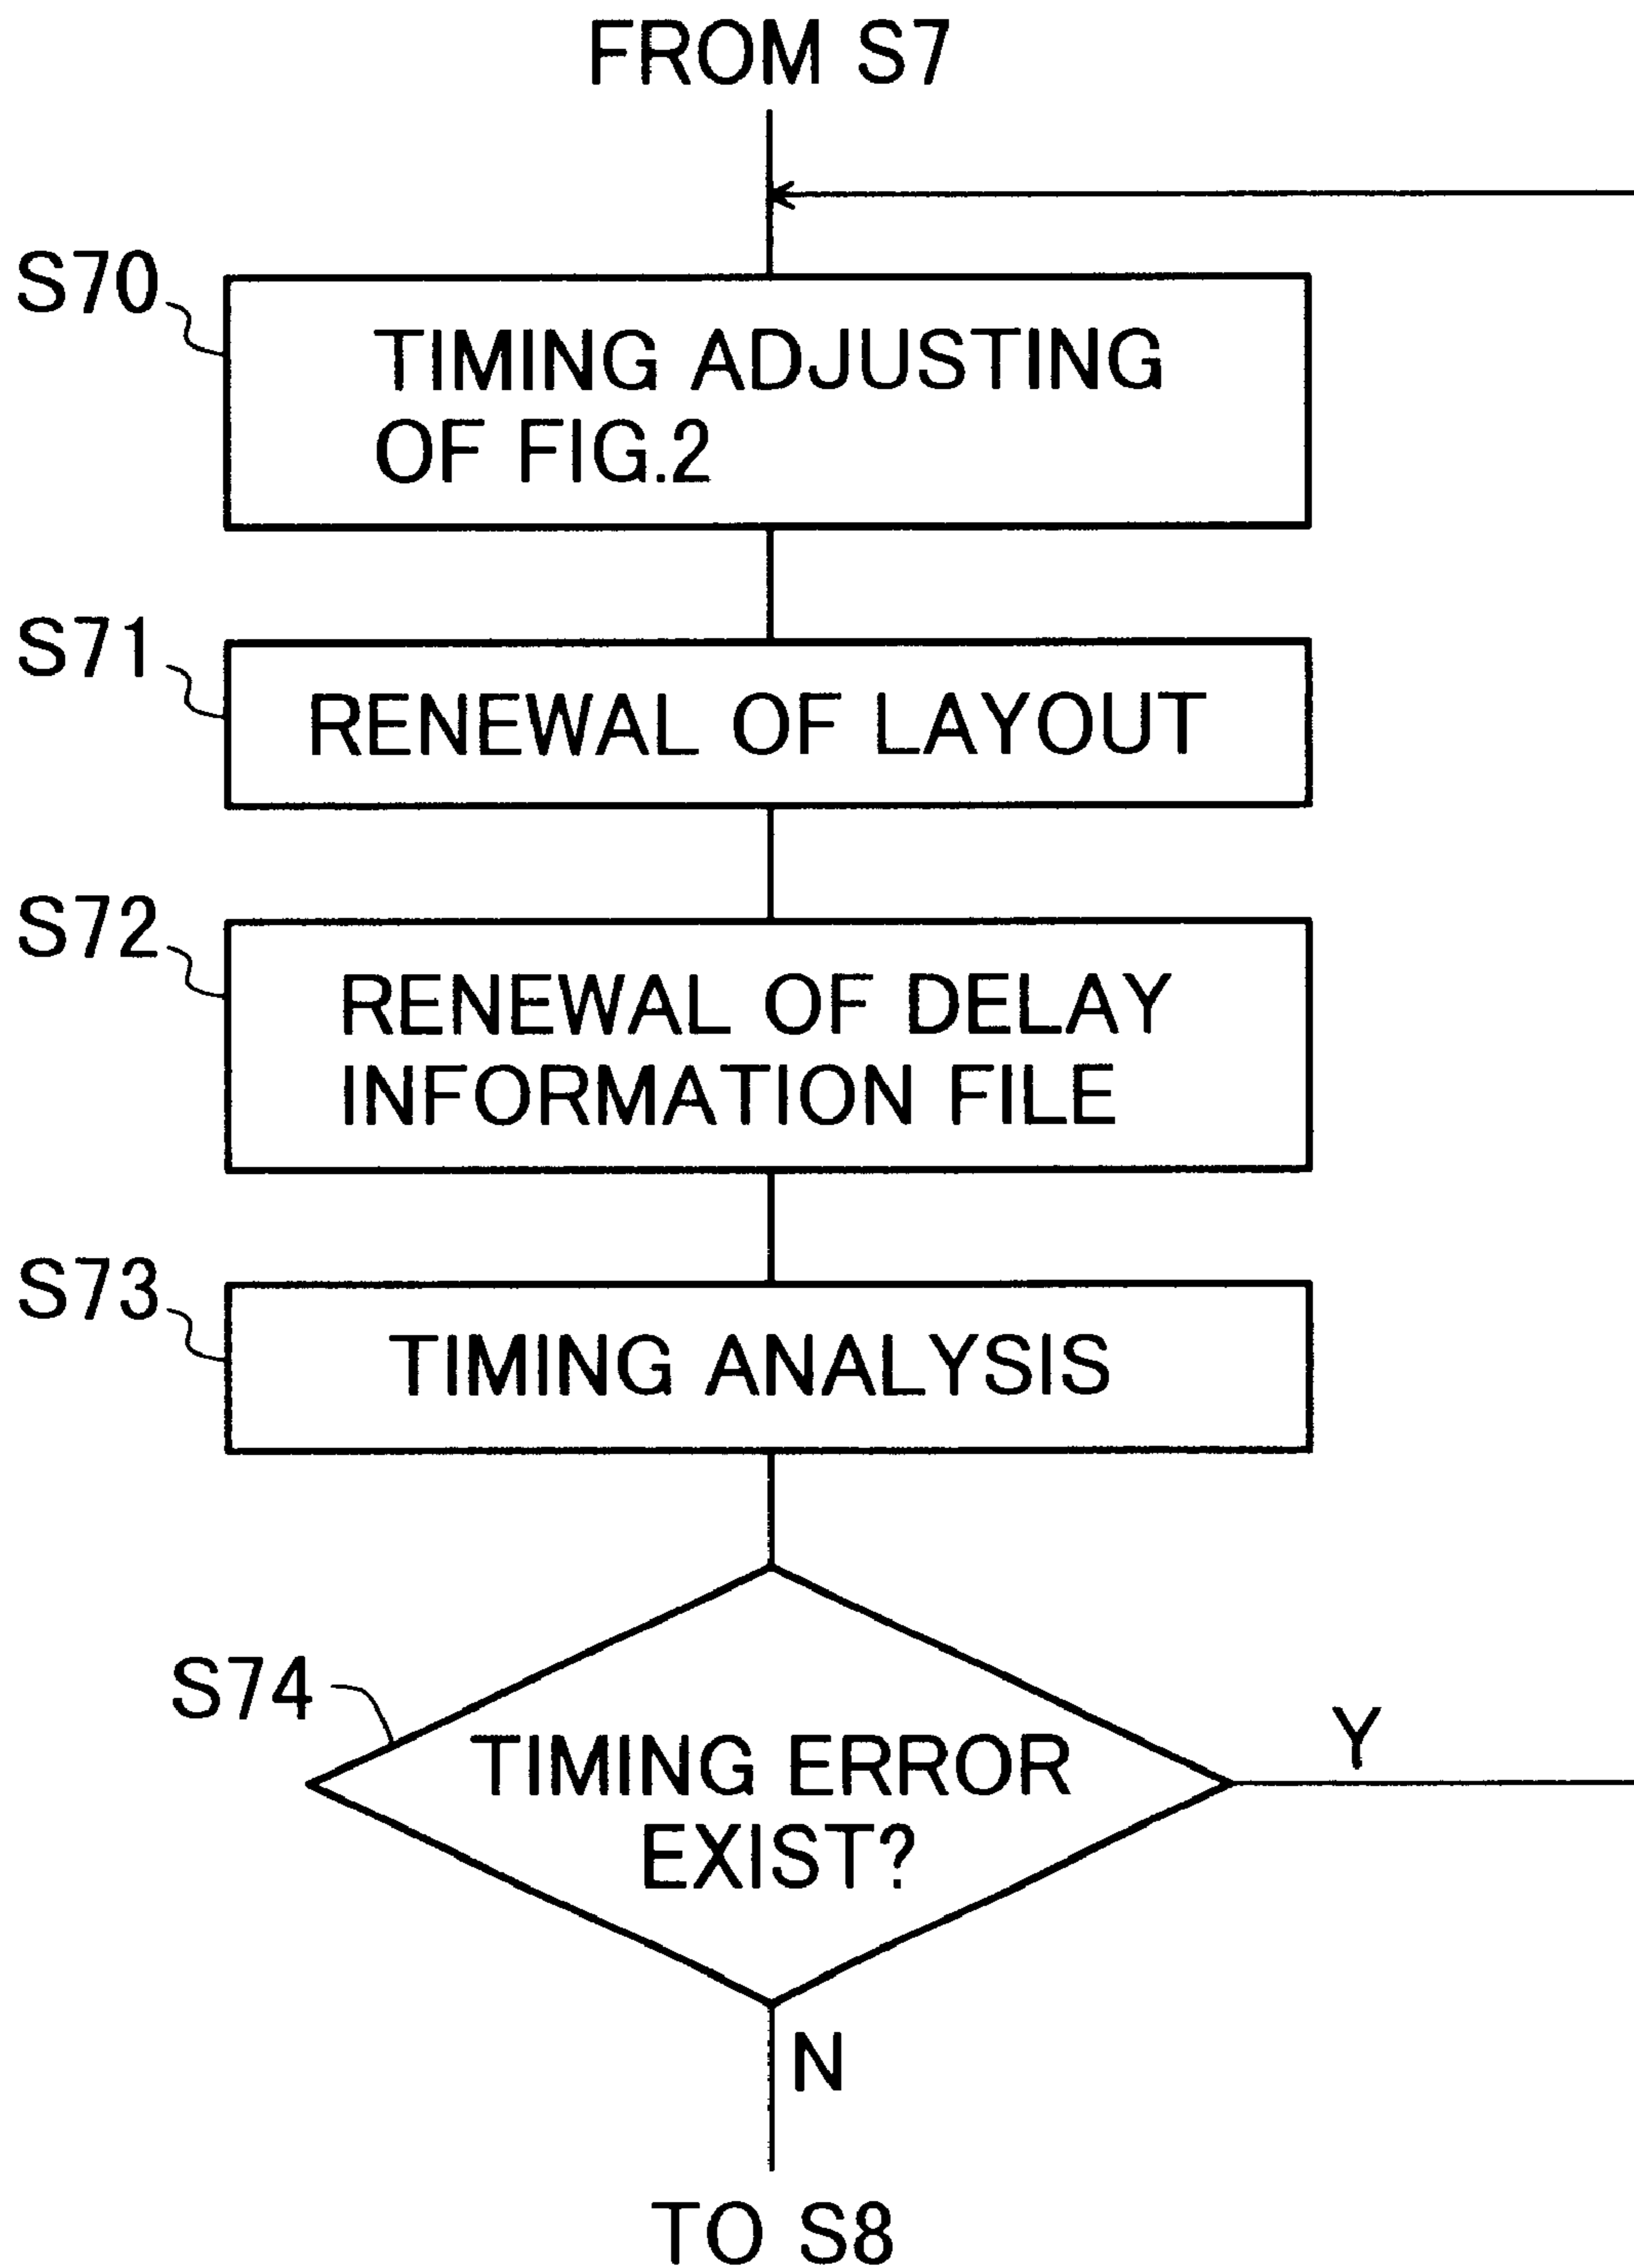 FROM S7
S70
TIMING ADJUSTING
OF FIG.2
S71
RENEWAL OF LAYOUT
S72
RENEWAL OF DELAY
INFORMATION FILE
S73
TIMING ANALYSIS
S74
TIMING ERROR
EXIST?
Y
N
TO S8